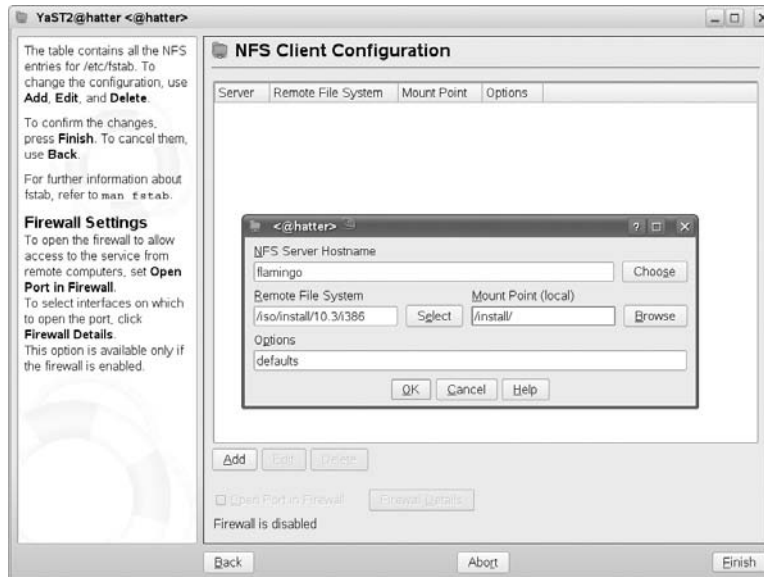 YaST2@hatter <@hatter>
The table contains all the NFS
entries for /etc/fstab. To
change the configuration, use
Add, Edit, and Delete.
To confirm the changes,
press Finish. To cancel them,
use Back.
For further information about
fstab, refer to man fstab.
Firewall Settings
To open the firewall to allow
access to the service from
remote computers, set Open
Port in Firewall.
To select interfaces on which
to open the port, click
Firewall Details.
This option is available only if
the firewall is enabled.
NFS Client Configuration
Server Remote File System Mount Point Options
<@hatter>
NFS Server Hostname
flamingo Choose
Remote File System Mount Point (local)
/iso/install/10.3/i386 Select /install/ Browse
Options
defaults
OK Cancel Help
Add Edit Delete
Open Port in Firewall Firewall Details
Firewall is disabled
Back Abort Finish